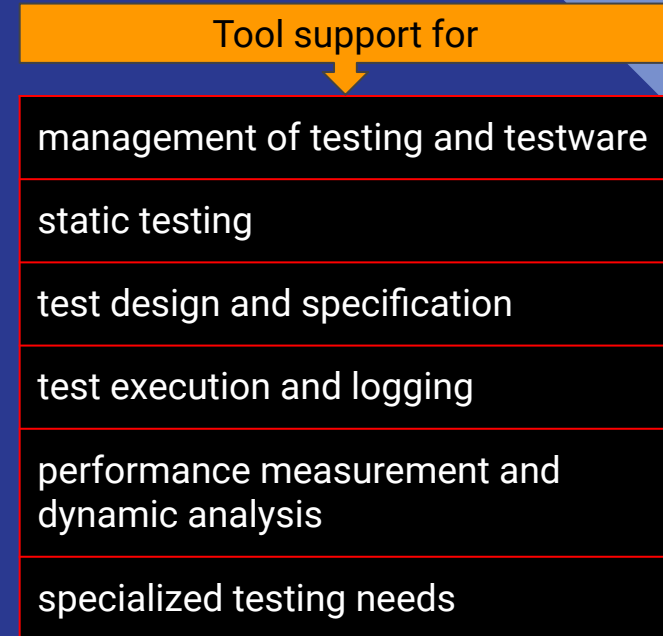 Tool support for
management of testing and testware
static testing
test design and specification
test execution and logging
performance measurement and
dynamic analysis
specialized testing needs